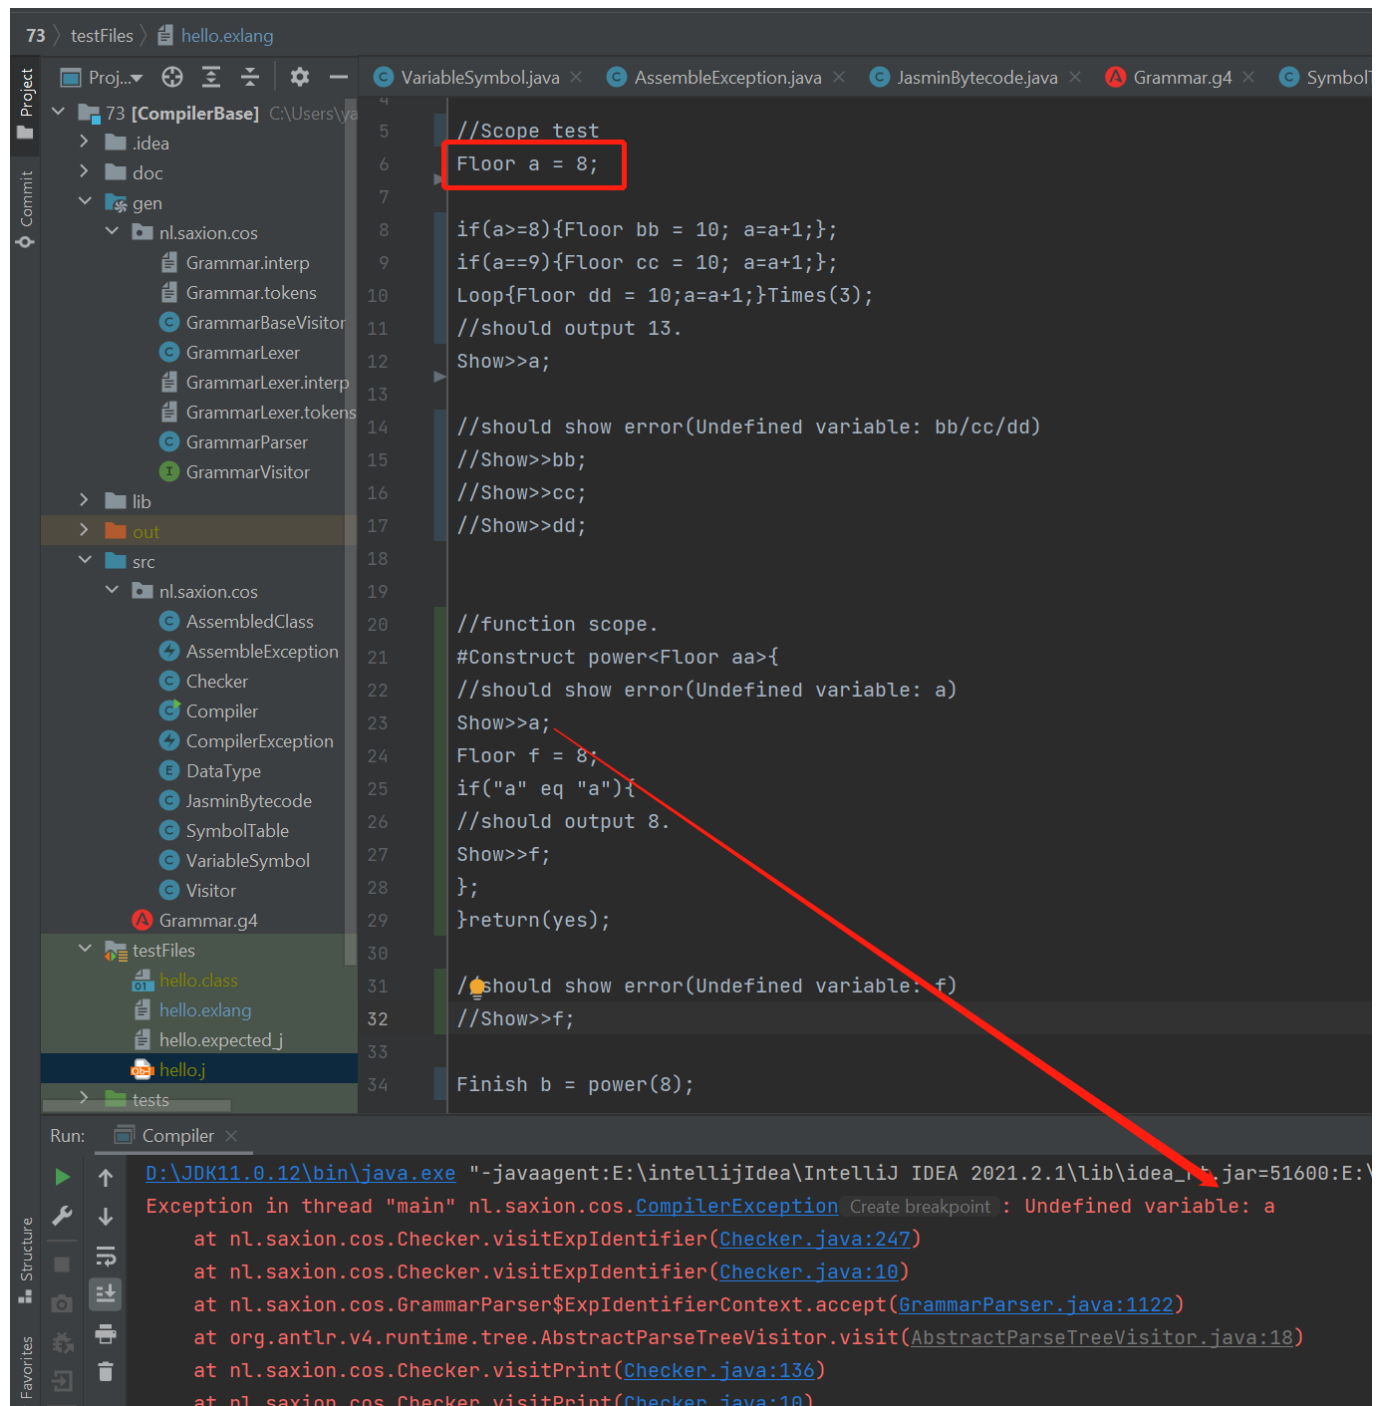 73 〉 testFiles 〉 hello.exlang
Proj...
VariableSymbol.java
AssembleException.java
JasminBytecode.java
Grammar.g4
Project
Commit
Structure
Favorites
73 [CompilerBase] C:\Users\ya
.idea
doc
gen
nl.saxion.cos
Grammar.interp
Grammar.tokens
GrammarBaseVisitor
GrammarLexer
GrammarLexer.interp
GrammarLexer.tokens
GrammarParser
GrammarVisitor
lib
out
src
nl.saxion.cos
AssembledClass
AssembleException
Checker
Compiler
CompilerException
DataType
JasminBytecode
SymbolTable
VariableSymbol
Visitor
Grammar.g4
testFiles
hello.class
hello.exlang
hello.expected_j
hello.j
tests
4
5 //Scope test
6 Floor a = 8;
7
8 if(a>=8){Floor bb = 10; a=a+1;};
9 if(a==9){Floor cc = 10; a=a+1;};
10 Loop{Floor dd = 10;a=a+1;}Times(3);
11 //should output 13.
12 Show>>a;
13
14 //should show error(Undefined variable: bb/cc/dd)
15 //Show>>bb;
16 //Show>>cc;
17 //Show>>dd;
18
19
20 //function scope.
21 #Construct power<Floor aa>{
22 //should show error(Undefined variable: a)
23 Show>>a;
24 Floor f = 8;
25 if("a" eq "a"){
26 //should output 8.
27 Show>>f;
28 };
29 }return(yes);
30
31 //should show error(Undefined variable: f)
32 //Show>>f;
33
34 Finish b = power(8);
Run: Compiler
D:\JDK11.0.12\bin\java.exe "-javaagent:E:\intellijIdea\IntelliJ IDEA 2021.2.1\lib\idea_rt.jar=51600:E:\
Exception in thread "main" nl.saxion.cos.CompilerException Create breakpoint : Undefined variable: a
at nl.saxion.cos.Checker.visitExpIdentifier(Checker.java:247)
at nl.saxion.cos.Checker.visitExpIdentifier(Checker.java:10)
at nl.saxion.cos.GrammarParser$ExpIdentifierContext.accept(GrammarParser.java:1122)
at org.antlr.v4.runtime.tree.AbstractParseTreeVisitor.visit(AbstractParseTreeVisitor.java:18)
at nl.saxion.cos.Checker.visitPrint(Checker.java:136)
at nl.saxion.cos.Checker.visitPrint(Checker.java:10)